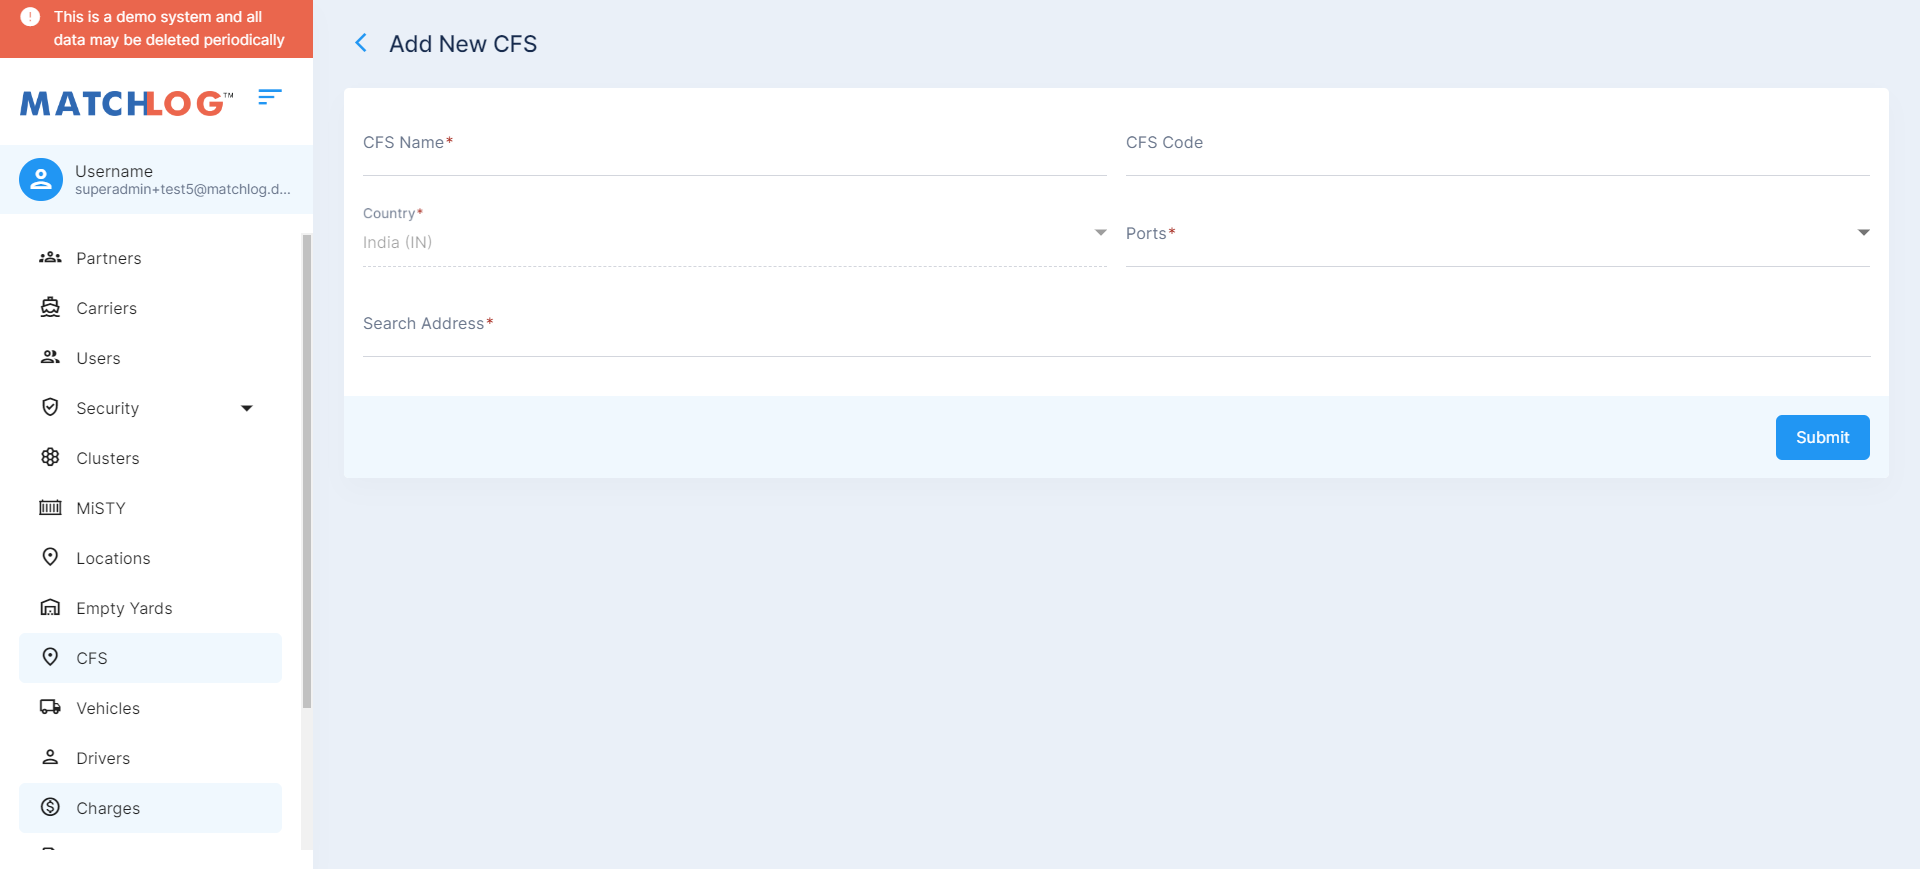 This is a demo system and all
data may be deleted periodically
MATCHLOG™
Username
superadmin+test5@matchlog.d...
Partners
Carriers
Users
Security
Clusters
MiSTY
Locations
Empty Yards
CFS
Vehicles
Drivers
Charges
Add New CFS
CFS Name*
CFS Code
Country*
India (IN)
Ports*
Search Address*
Submit